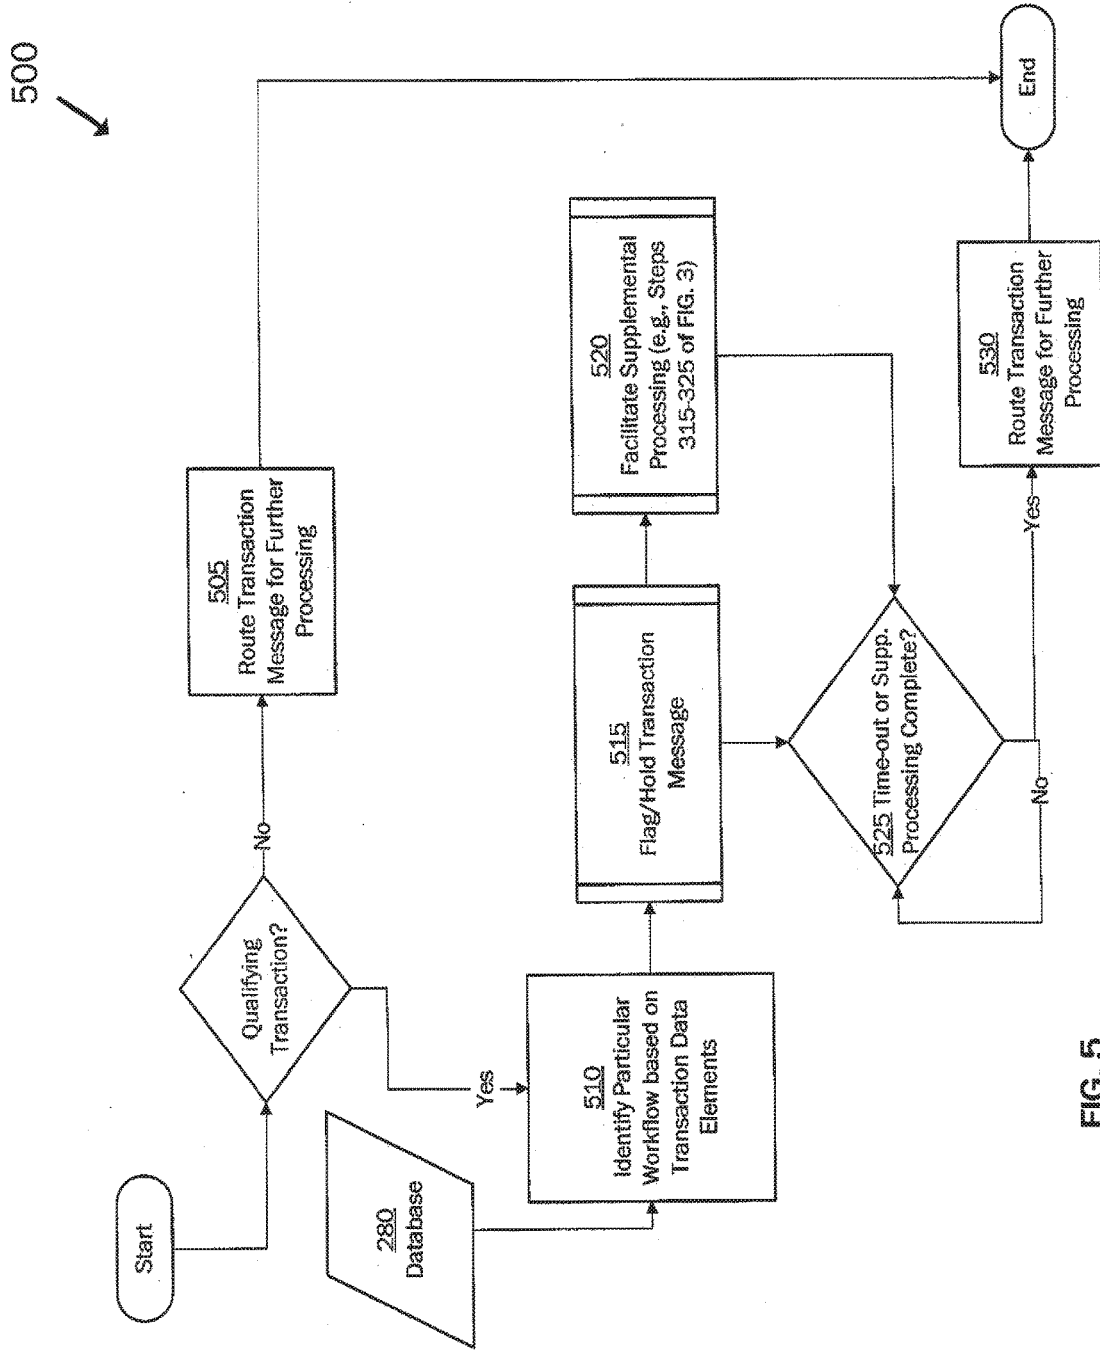 500
Start
Qualifying
Transaction?
No
505
Route Transaction
Message for Further
Processing
Yes
280
Database
510
Identify Particular
Workflow based on
Transaction Data
Elements
515
Flag/Hold Transaction
Message
520
Facilitate Supplemental
Processing (e.g., Steps
315-325 of FIG. 3)
525 Time-out or Supp.
Processing Complete?
No
Yes
530
Route Transaction
Message for Further
Processing
End
FIG. 5